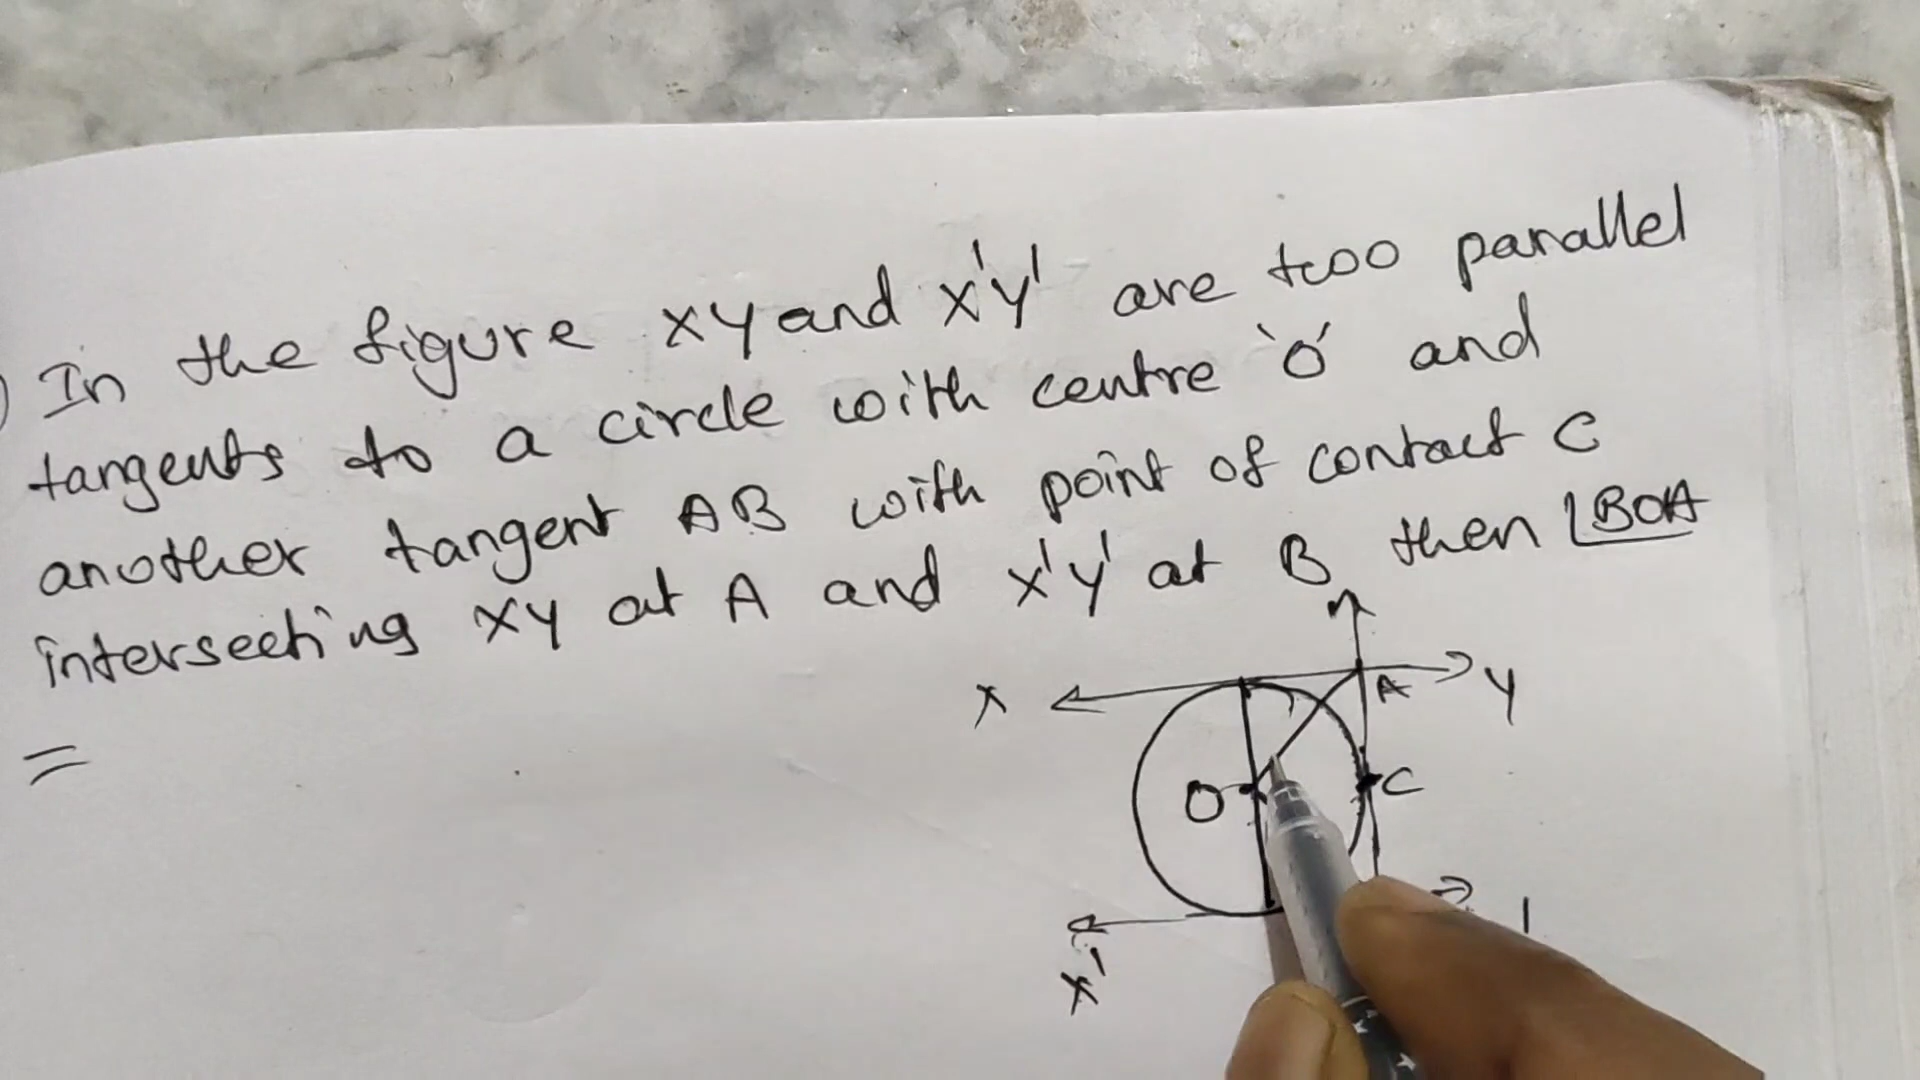 In the figure XY and X'Y' are two parallel
tangents to a circle with centre 'O' and
another tangent AB with point of contact C
intersecting XY at A and X'Y' at B then ∠BOA
=
X A Y
O C
X'